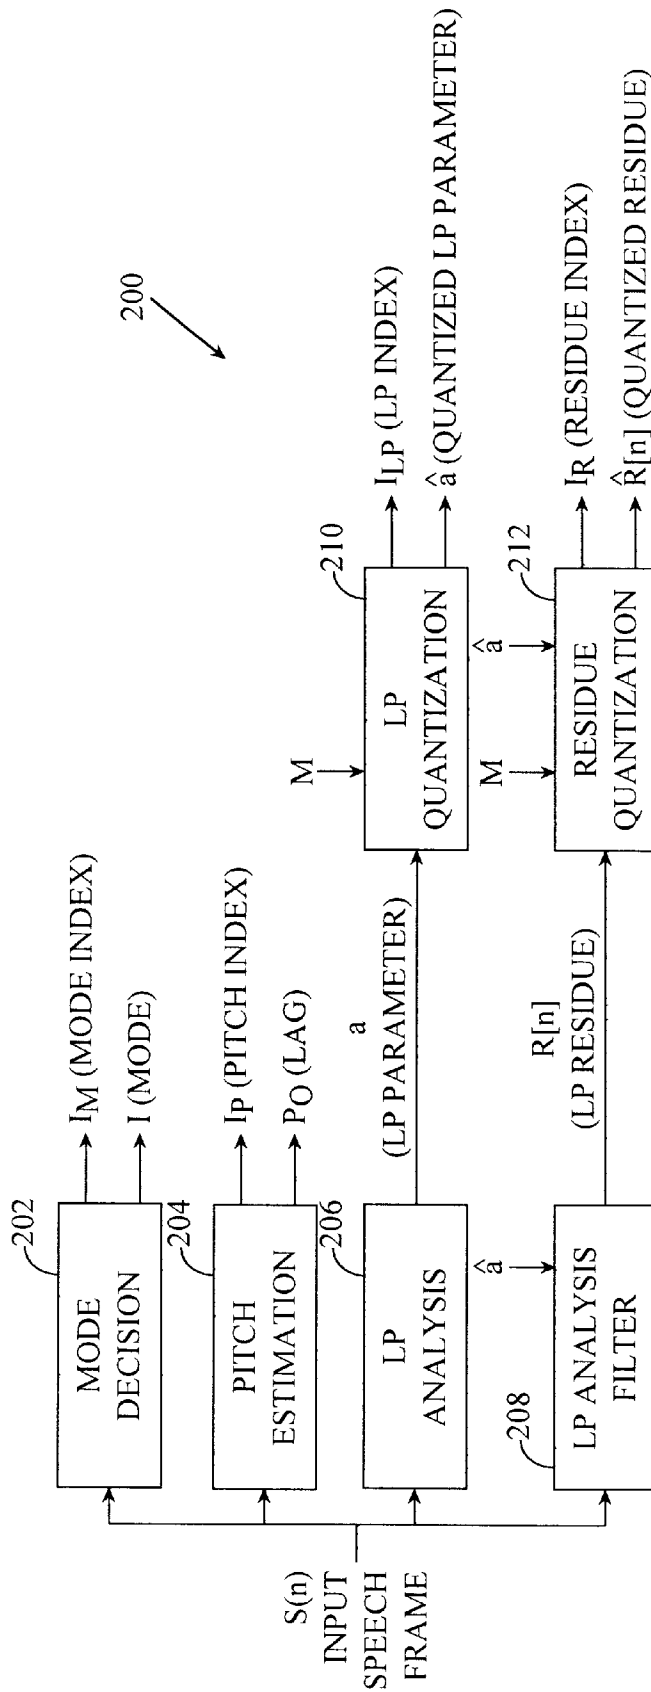 200
S(n)
INPUT
SPEECH
FRAME
202
MODE
DECISION
I_M (MODE INDEX)
I (MODE)
204
PITCH
ESTIMATION
I_P (PITCH INDEX)
P_O (LAG)
206
LP
ANALYSIS
a
(LP PARAMETER)
M
210
LP
QUANTIZATION
I_LP (LP INDEX)
â (QUANTIZED LP PARAMETER)
208
â
LP ANALYSIS
FILTER
R[n]
(LP RESIDUE)
M
â
212
RESIDUE
QUANTIZATION
I_R (RESIDUE INDEX)
R̂[n] (QUANTIZED RESIDUE)